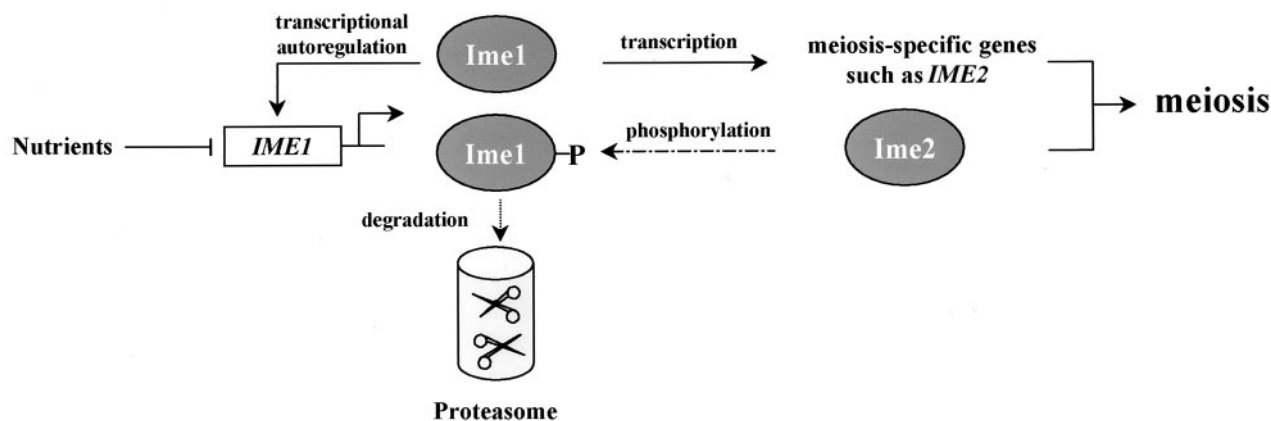 transcriptional
autoregulation
Ime1
transcription
meiosis-specific genes
such as IME2
meiosis
Nutrients
IME1
Ime1
P
phosphorylation
Ime2
degradation
Proteasome